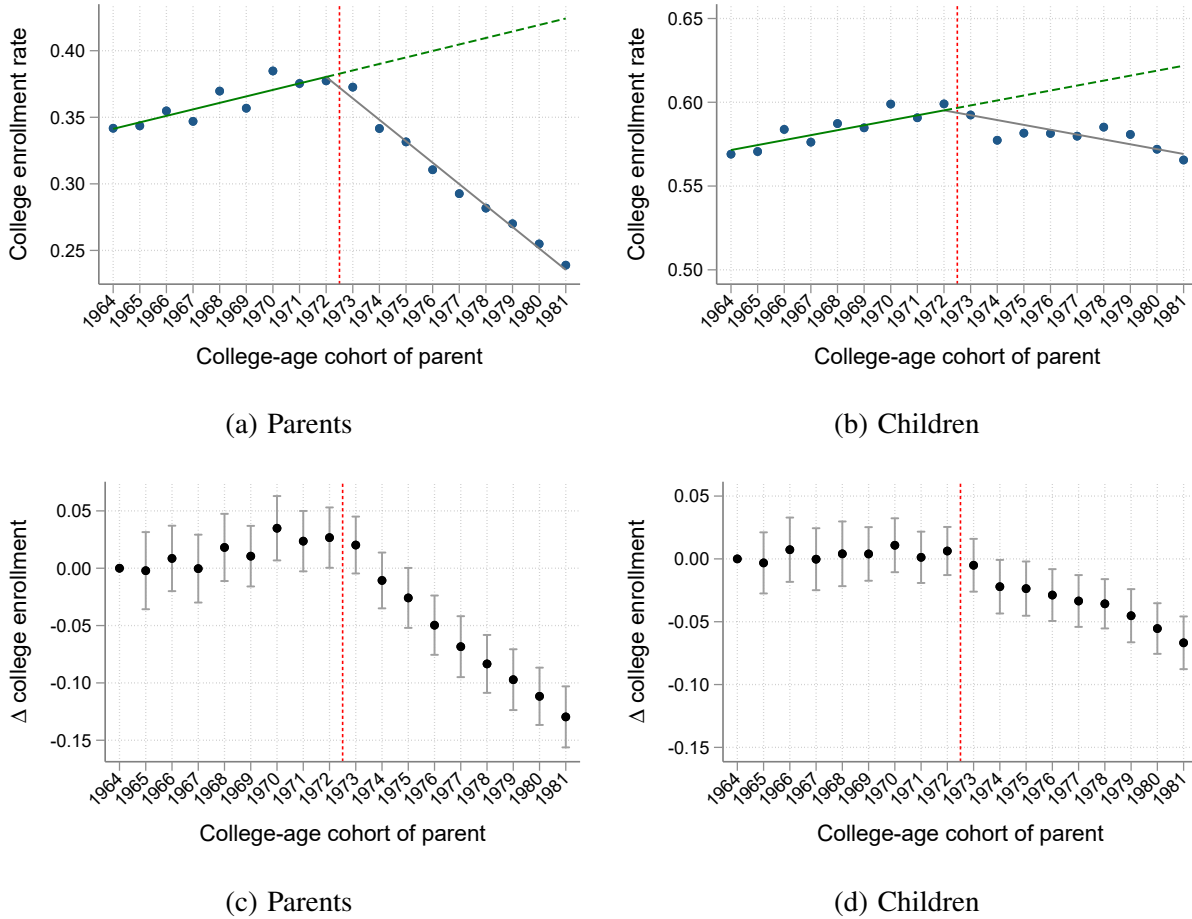 College enrollment rate
0.40
0.35
0.30
0.25
1964 1965 1966 1967 1968 1969 1970 1971 1972 1973 1974 1975 1976 1977 1978 1979 1980 1981
College-age cohort of parent
(a) Parents
College enrollment rate
0.65
0.60
0.55
0.50
1964 1965 1966 1967 1968 1969 1970 1971 1972 1973 1974 1975 1976 1977 1978 1979 1980 1981
College-age cohort of parent
(b) Children
Δ college enrollment
0.05
0.00
-0.05
-0.10
-0.15
1964 1965 1966 1967 1968 1969 1970 1971 1972 1973 1974 1975 1976 1977 1978 1979 1980 1981
College-age cohort of parent
(c) Parents
Δ college enrollment
0.05
0.00
-0.05
-0.10
-0.15
1964 1965 1966 1967 1968 1969 1970 1971 1972 1973 1974 1975 1976 1977 1978 1979 1980 1981
College-age cohort of parent
(d) Children